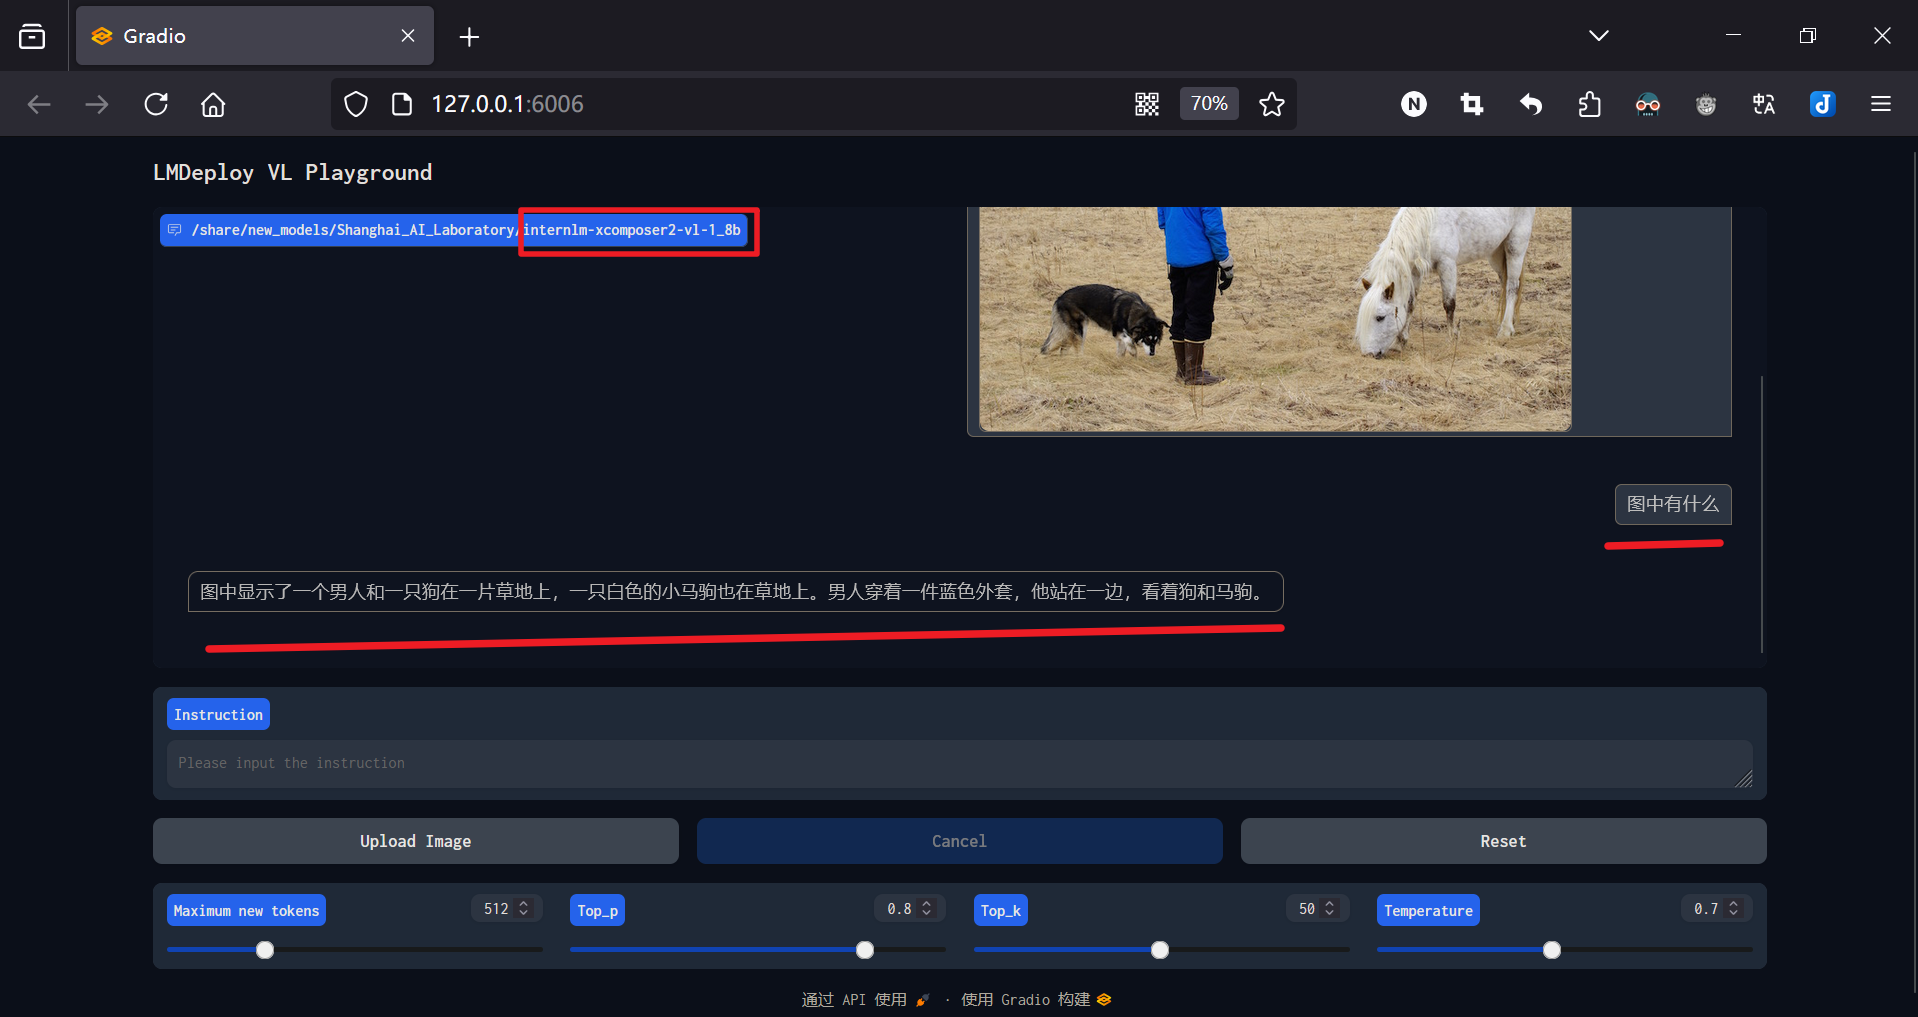 Gradio
127.0.0.1:6006
70%
N
LMDeploy VL Playground
/share/new_models/Shanghai_AI_Laboratory/internlm-xcomposer2-vl-1_8b
图中有什么
图中显示了一个男人和一只狗在一片草地上，一只白色的小马驹也在草地上。男人穿着一件蓝色外套，他站在一边，看着狗和马驹。
Instruction
Please input the instruction
Upload Image
Cancel
Reset
Maximum new tokens 512
Top_p 0.8
Top_k 50
Temperature 0.7
通过 API 使用 · 使用 Gradio 构建